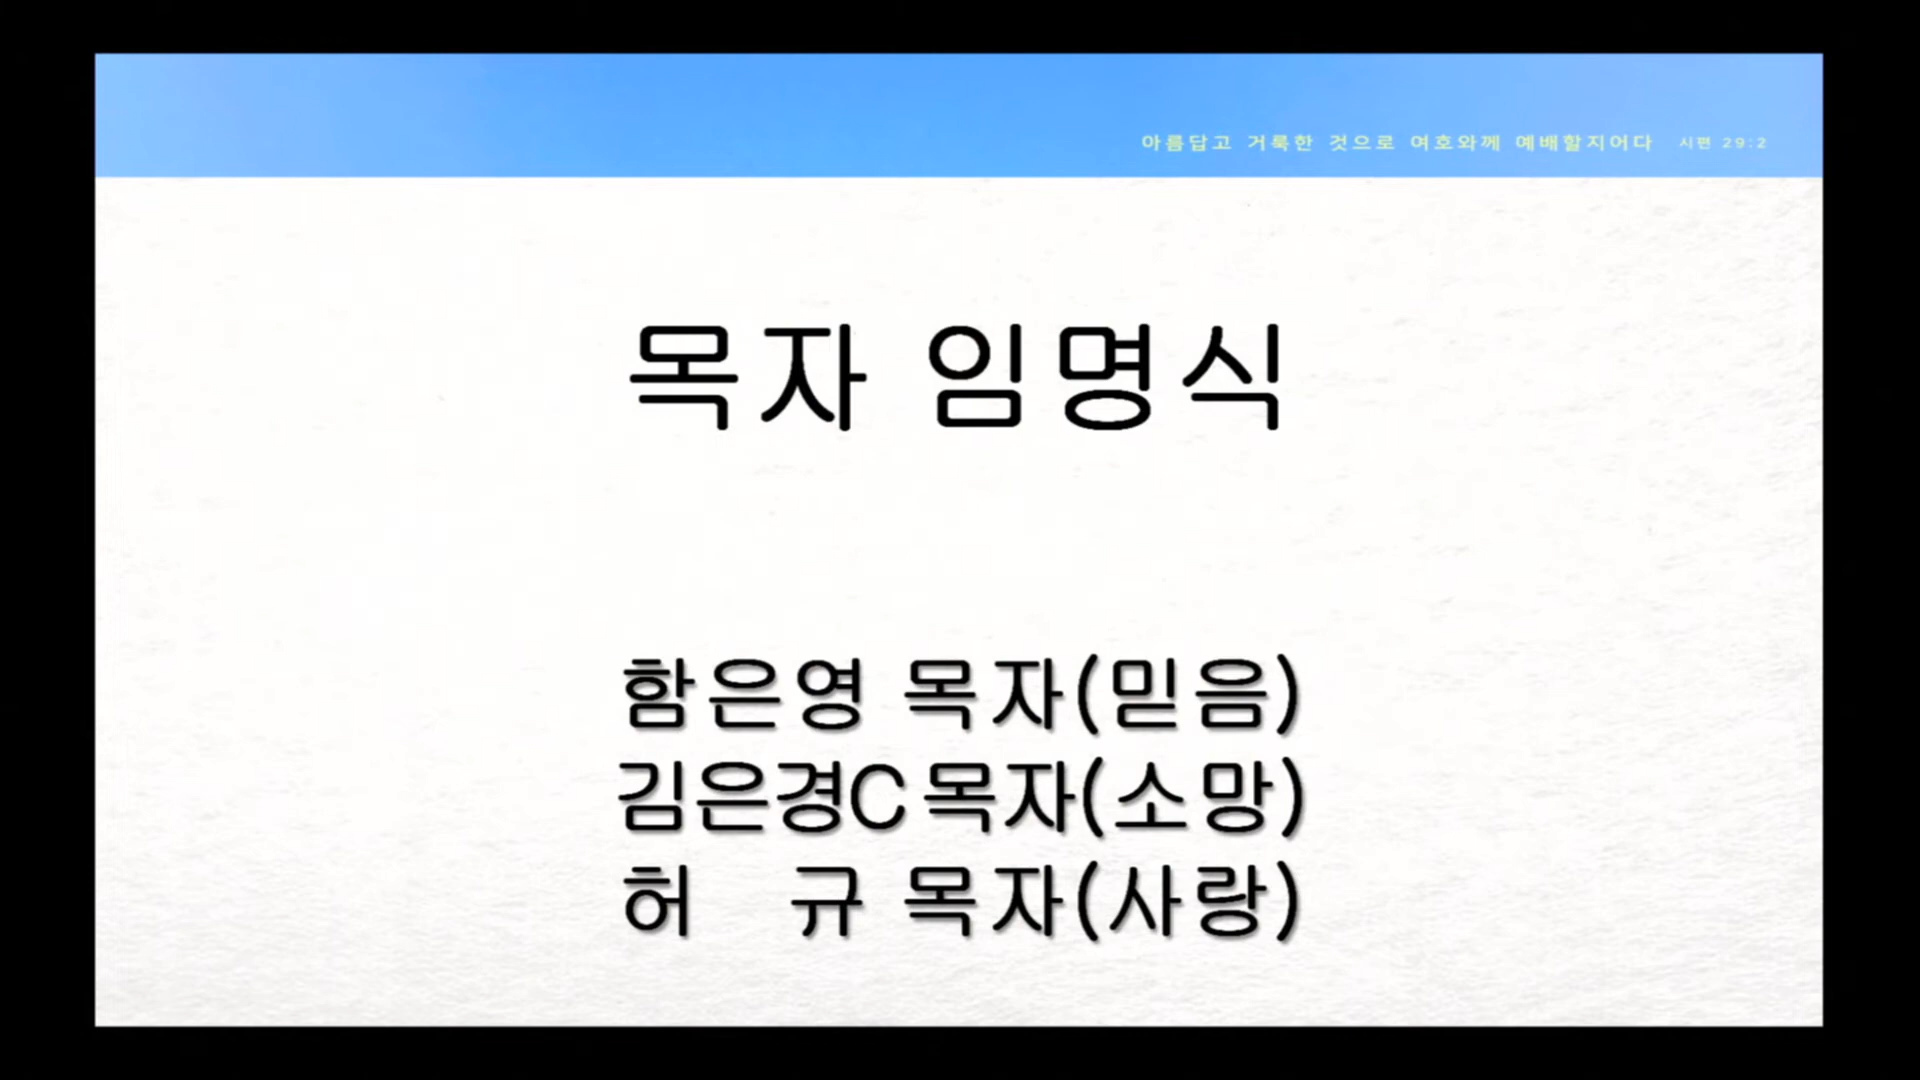 아름답고 거룩한 것으로 여호와께 예배할지어다 시편 29:2
목자 임명식
함은영 목자(믿음)
김은경C 목자(소망)
허 규 목자(사랑)